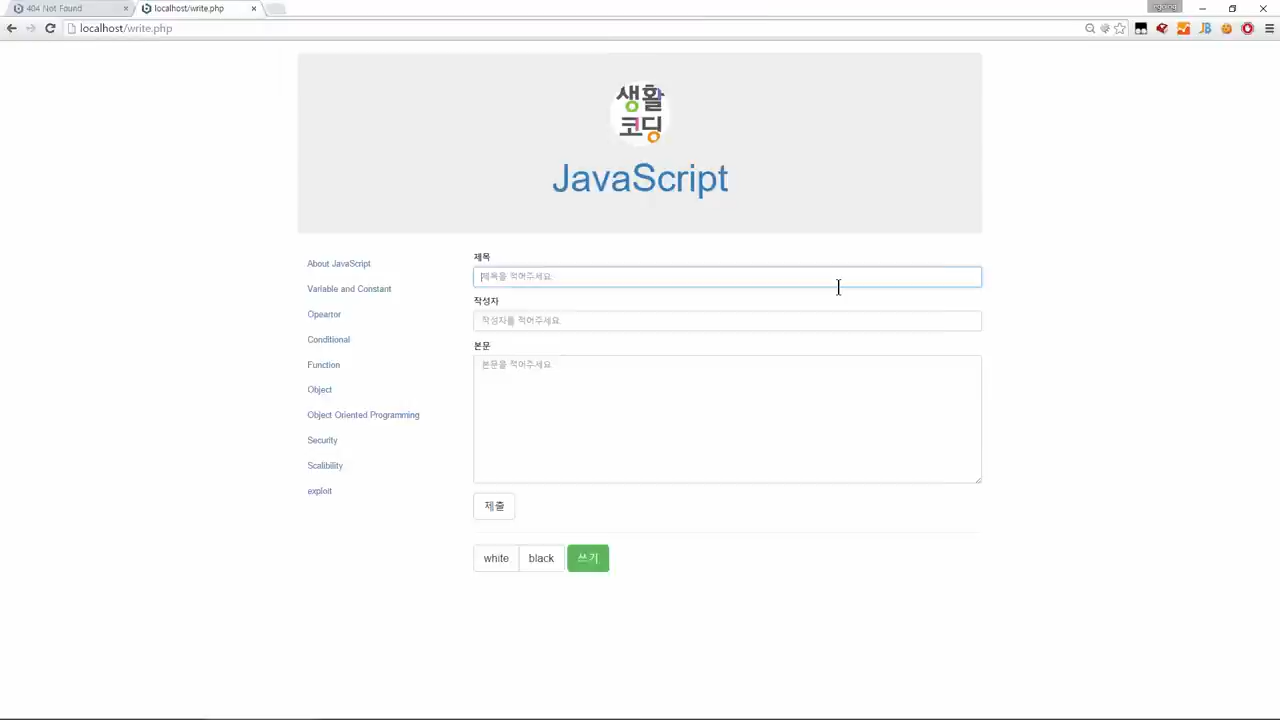 404 Not Found
localhost/write.php
localhost/write.php
생활
코딩
JavaScript
About JavaScript
Variable and Constant
Opeartor
Conditional
Function
Object
Object Oriented Programming
Security
Scalibility
exploit
제목
제목을 적어주세요.
작성자
작성자를 적어주세요.
본문
본문을 적어주세요.
제출
white
black
쓰기